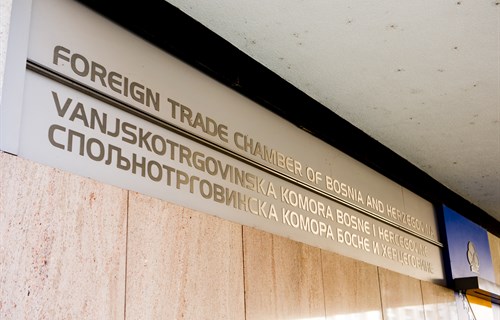 FOREIGN TRADE CHAMBER OF BOSNIA AND HERZEGOVINA
VANJSKOTRGOVINSKA KOMORA BOSNE I HERCEGOVINE
СПОЉНОТРГОВИНСКА КОМОРА БОСНЕ И ХЕРЦЕГОВИНЕ